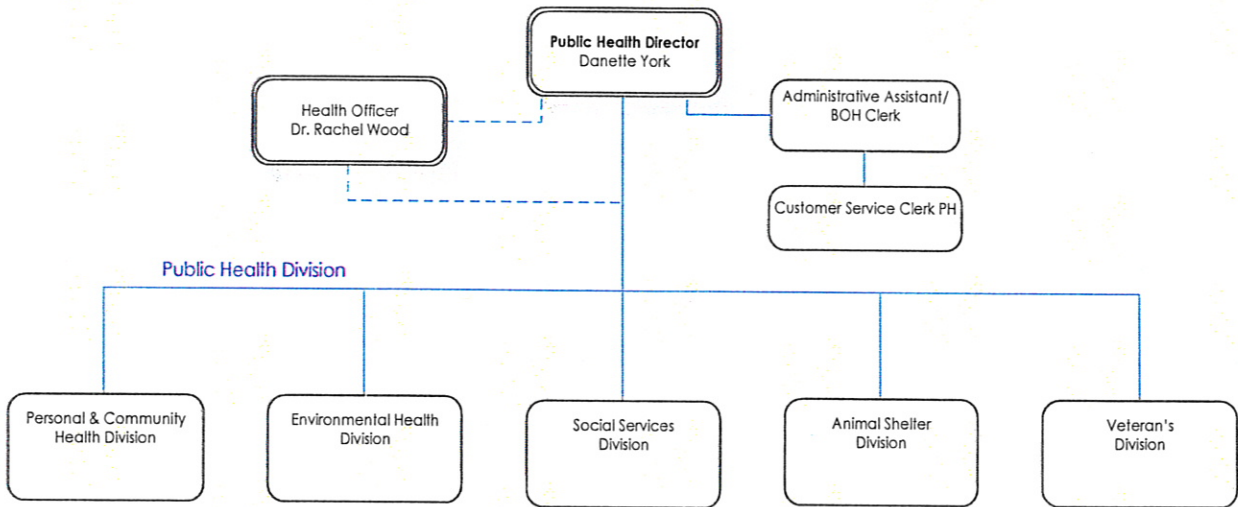 Public Health Director
Danette York
Health Officer
Dr. Rachel Wood
Administrative Assistant/
BOH Clerk
Customer Service Clerk PH
Public Health Division
Personal & Community
Health Division
Environmental Health
Division
Social Services
Division
Animal Shelter
Division
Veteran's
Division